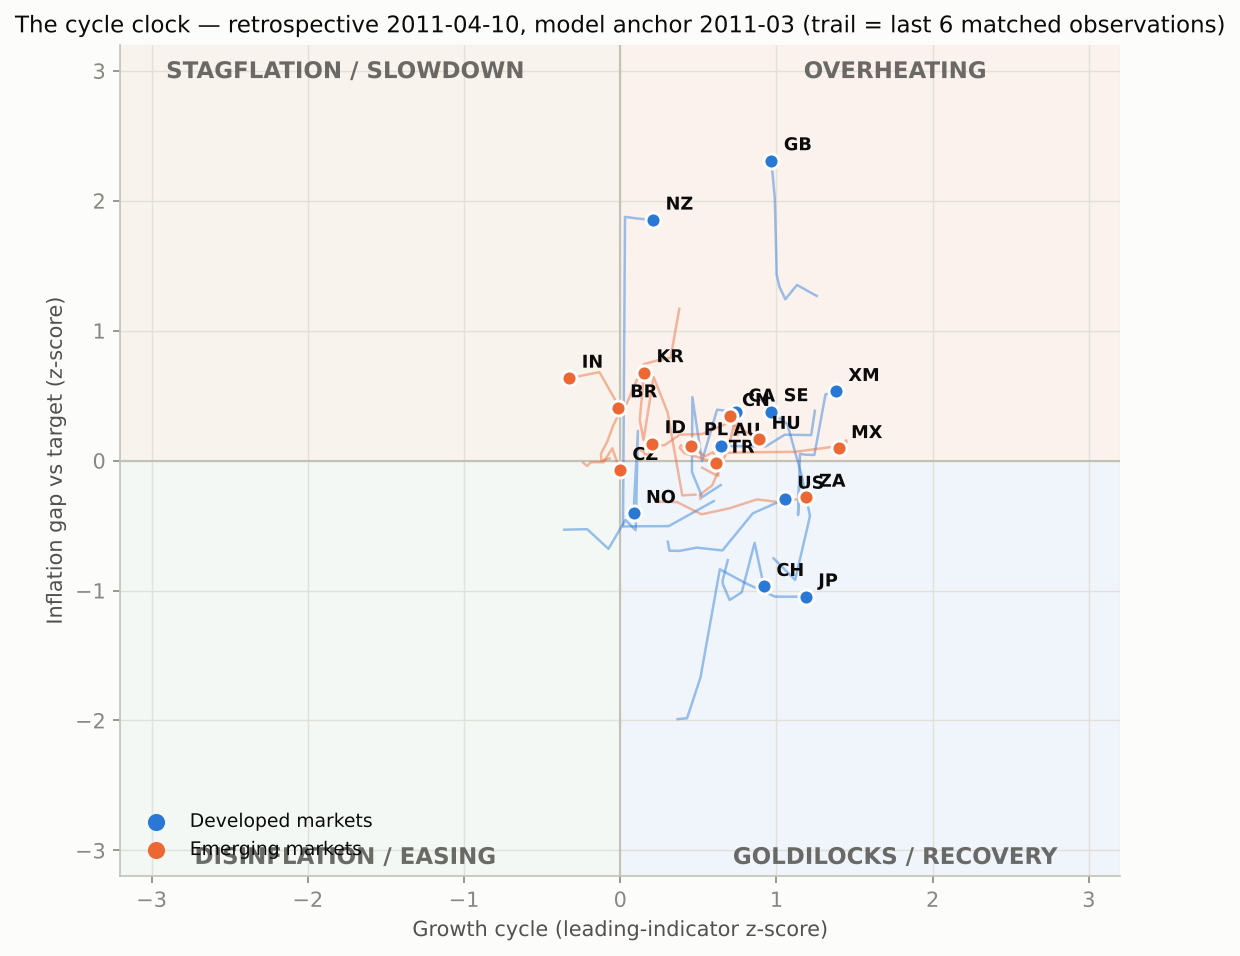 The cycle clock — retrospective 2011-04-10, model anchor 2011-03 (trail = last 6 matched observations)
STAGFLATION / SLOWDOWN
OVERHEATING
GB
NZ
IN
KR
BR
XM
CN
CA
SE
ID
PL
AU
HU
MX
TR
CZ
US
ZA
NO
CH
JP
Developed markets
Emerging markets
DISINFLATION / EASING
GOLDILOCKS / RECOVERY
3
2
1
0
−1
−2
−3
−3
−2
−1
0
1
2
3
Inflation gap vs target (z-score)
Growth cycle (leading-indicator z-score)